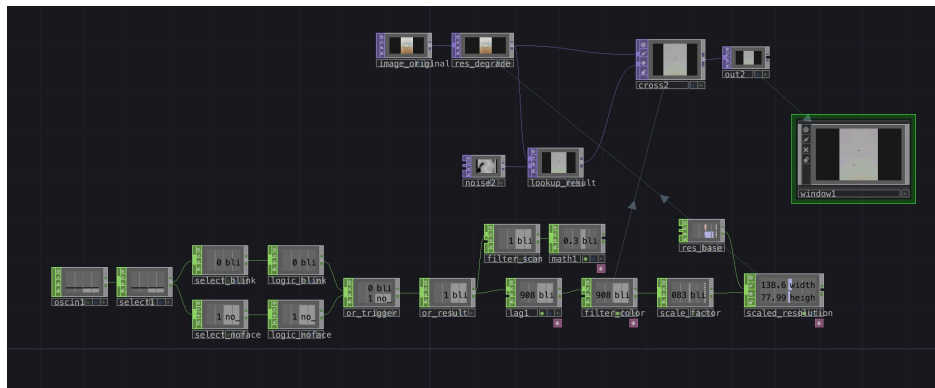 image_original
res_degrade
cross2
out2
window1
noise2
lookup_result
res_base
0 bli
select_blink
0 bli
logic_blink
1 bli
filter_scan
0.3 bli
math1
oscin1
select1
1 no_
select_noface
1 no_
logic_noface
0 bli
1 no_
or_trigger
1 bli
or_result
908 bli
lag1
908 bli
filter_color
083 bli
scale_factor
138.6 width
77.99 heigh
scaled_resolution